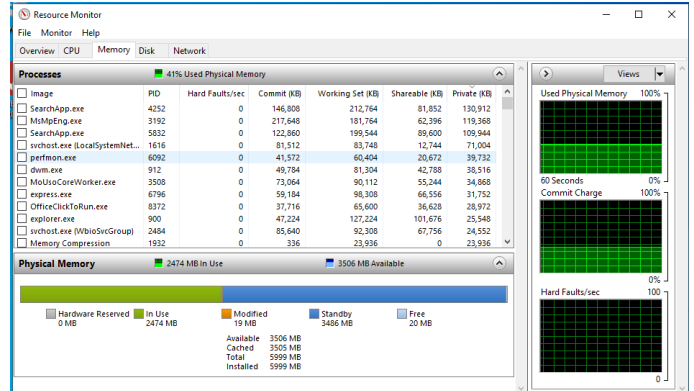 Resource Monitor
File Monitor Help
Overview CPU Memory Disk Network
Processes 41% Used Physical Memory
Image PID Hard Faults/sec Commit (KB) Working Set (KB) Shareable (KB) Private (KB)
SearchApp.exe 4252 0 146,808 212,764 81,852 130,912
MsMpEng.exe 3192 0 217,648 181,764 62,396 119,368
SearchApp.exe 5832 0 122,860 199,544 89,600 109,944
svchost.exe (LocalSystemNet... 1616 0 81,512 83,748 12,744 71,004
perfmon.exe 6092 0 41,572 60,404 20,672 39,732
dwm.exe 912 0 49,784 81,304 42,788 38,516
MoUsoCoreWorker.exe 3508 0 73,064 90,112 55,244 34,868
express.exe 6796 0 59,184 98,308 66,556 31,752
OfficeClickToRun.exe 8372 0 37,716 65,600 36,628 28,972
explorer.exe 900 0 47,224 127,224 101,676 25,548
svchost.exe (WbioSvcGroup) 2484 0 85,640 92,308 67,756 24,552
Memory Compression 1932 0 336 23,936 0 23,936
Physical Memory 2474 MB In Use 3506 MB Available
Hardware Reserved In Use Modified Standby Free
0 MB 2474 MB 19 MB 3486 MB 20 MB
Available 3506 MB
Cached 3505 MB
Total 5999 MB
Installed 5999 MB
Views
Used Physical Memory 100%
60 Seconds 0%
Commit Charge 100%
0%
Hard Faults/sec 100
0